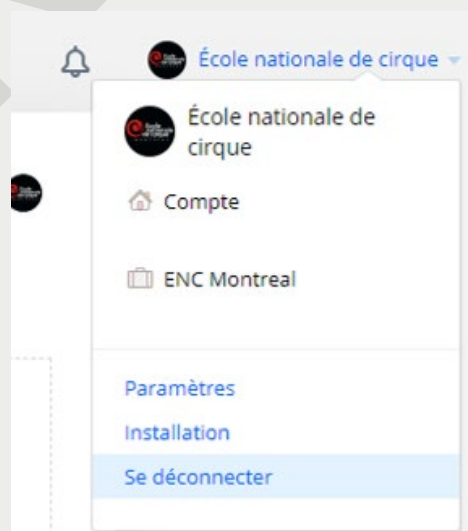 École nationale de cirque
École nationale de
cirque
Compte
ENC Montreal
Paramètres
Installation
Se déconnecter